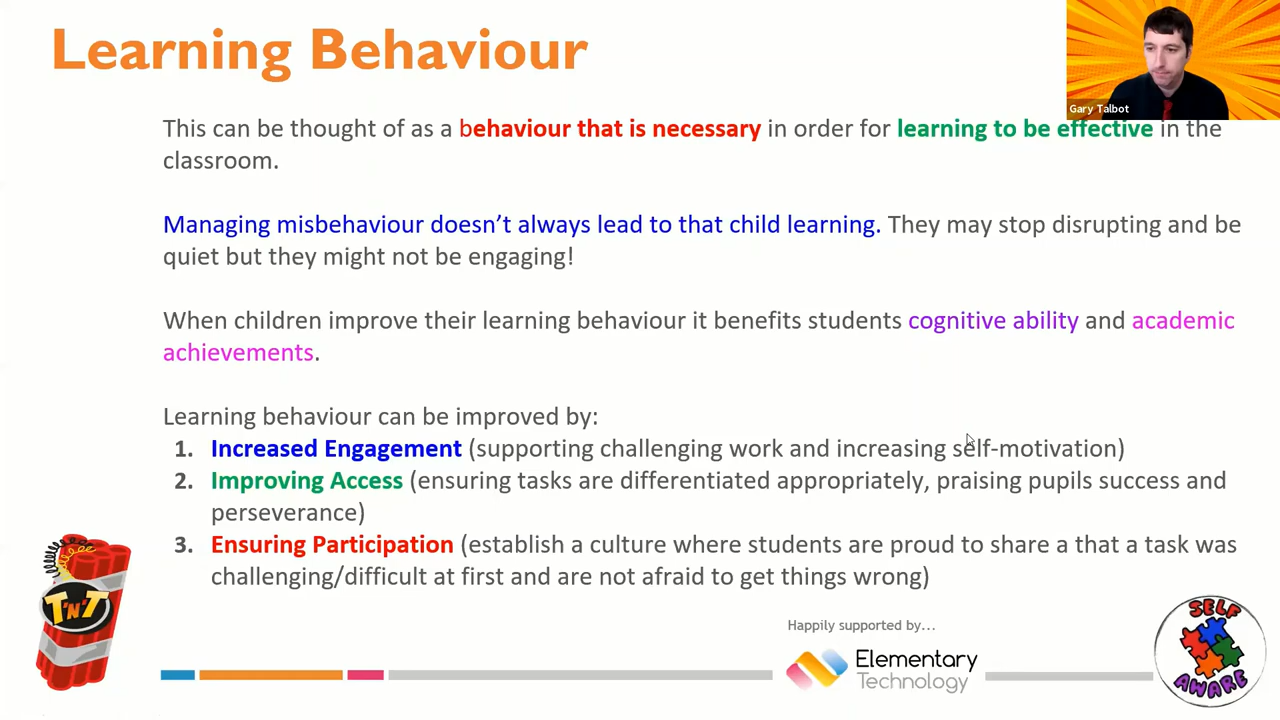 Learning Behaviour
Gary Talbot
This can be thought of as a behaviour that is necessary in order for learning to be effective in the
classroom.
Managing misbehaviour doesn't always lead to that child learning. They may stop disrupting and be
quiet but they might not be engaging!
When children improve their learning behaviour it benefits students cognitive ability and academic
achievements.
Learning behaviour can be improved by:
1. Increased Engagement (supporting challenging work and increasing self-motivation)
2. Improving Access (ensuring tasks are differentiated appropriately, praising pupils success and
perseverance)
3. Ensuring Participation (establish a culture where students are proud to share a that a task was
challenging/difficult at first and are not afraid to get things wrong)
T'N'T
Happily supported by...
Elementary
Technology
SELF
AWARE